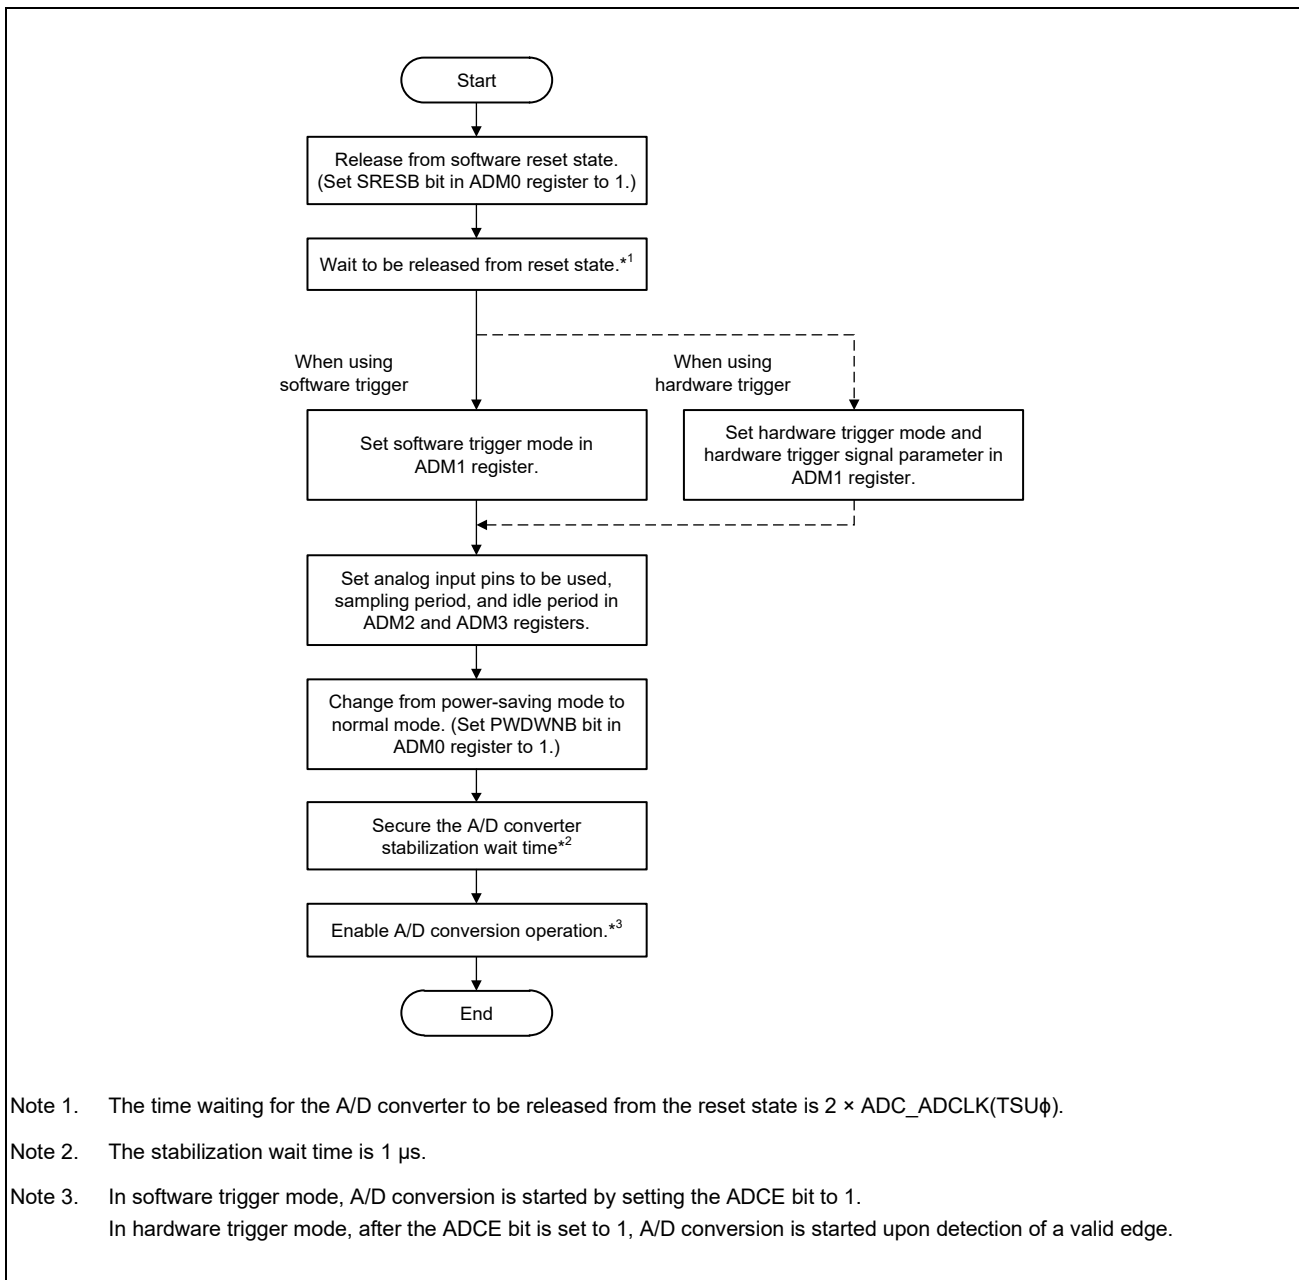 Start
Release from software reset state.
(Set SRESB bit in ADM0 register to 1.)
Wait to be released from reset state.*1
When using
software trigger
When using
hardware trigger
Set software trigger mode in
ADM1 register.
Set hardware trigger mode and
hardware trigger signal parameter in
ADM1 register.
Set analog input pins to be used,
sampling period, and idle period in
ADM2 and ADM3 registers.
Change from power-saving mode to
normal mode. (Set PWDWNB bit in
ADM0 register to 1.)
Secure the A/D converter
stabilization wait time*2
Enable A/D conversion operation.*3
End
Note 1. The time waiting for the A/D converter to be released from the reset state is 2 × ADC_ADCLK(TSUϕ).
Note 2. The stabilization wait time is 1 µs.
Note 3. In software trigger mode, A/D conversion is started by setting the ADCE bit to 1.
In hardware trigger mode, after the ADCE bit is set to 1, A/D conversion is started upon detection of a valid edge.